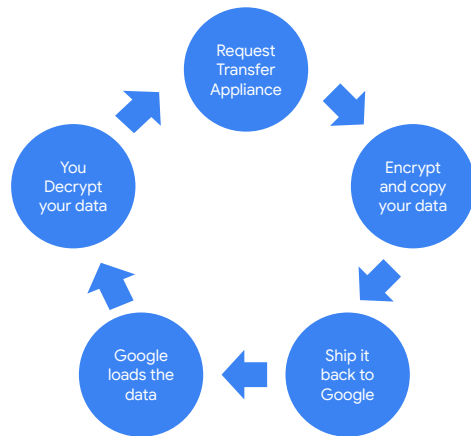 Request
Transfer
Appliance
Encrypt
and copy
your data
Ship it
back to
Google
Google
loads the
data
You
Decrypt
your data